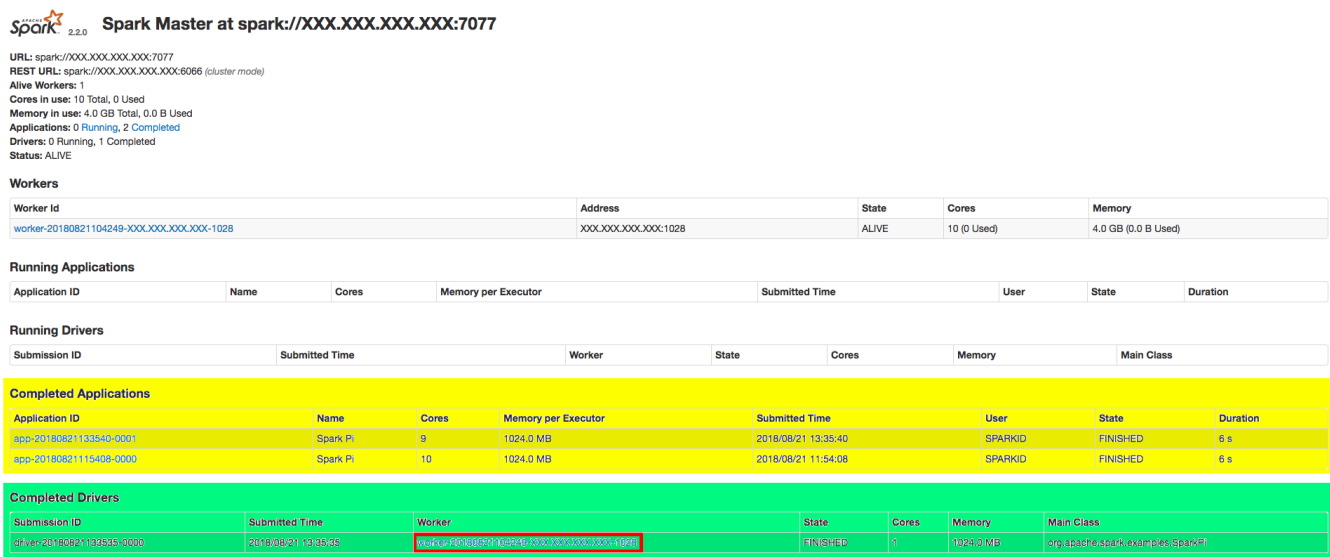 APACHE Spark 2.2.0 Spark Master at spark://XXX.XXX.XXX.XXX:7077
URL: spark://XXX.XXX.XXX.XXX:7077
REST URL: spark://XXX.XXX.XXX.XXX:6066 (cluster mode)
Alive Workers: 1
Cores in use: 10 Total, 0 Used
Memory in use: 4.0 GB Total, 0.0 B Used
Applications: 0 Running, 2 Completed
Drivers: 0 Running, 1 Completed
Status: ALIVE
Workers
Worker Id Address State Cores Memory
worker-20180821104249-XXX.XXX.XXX.XXX-1028 XXX.XXX.XXX.XXX:1028 ALIVE 10 (0 Used) 4.0 GB (0.0 B Used)
Running Applications
Application ID Name Cores Memory per Executor Submitted Time User State Duration
Running Drivers
Submission ID Submitted Time Worker State Cores Memory Main Class
Completed Applications
Application ID Name Cores Memory per Executor Submitted Time User State Duration
app-20180821133540-0001 Spark Pi 9 1024.0 MB 2018/08/21 13:35:40 SPARKID FINISHED 6 s
app-20180821115408-0000 Spark Pi 10 1024.0 MB 2018/08/21 11:54:08 SPARKID FINISHED 6 s
Completed Drivers
Submission ID Submitted Time Worker State Cores Memory Main Class
driver-20180821133535-0000 2018/08/21 13:35:35 worker-20180821104249-XXX.XXX.XXX.XXX-1028 FINISHED 1 1024.0 MB org.apache.spark.examples.SparkPi